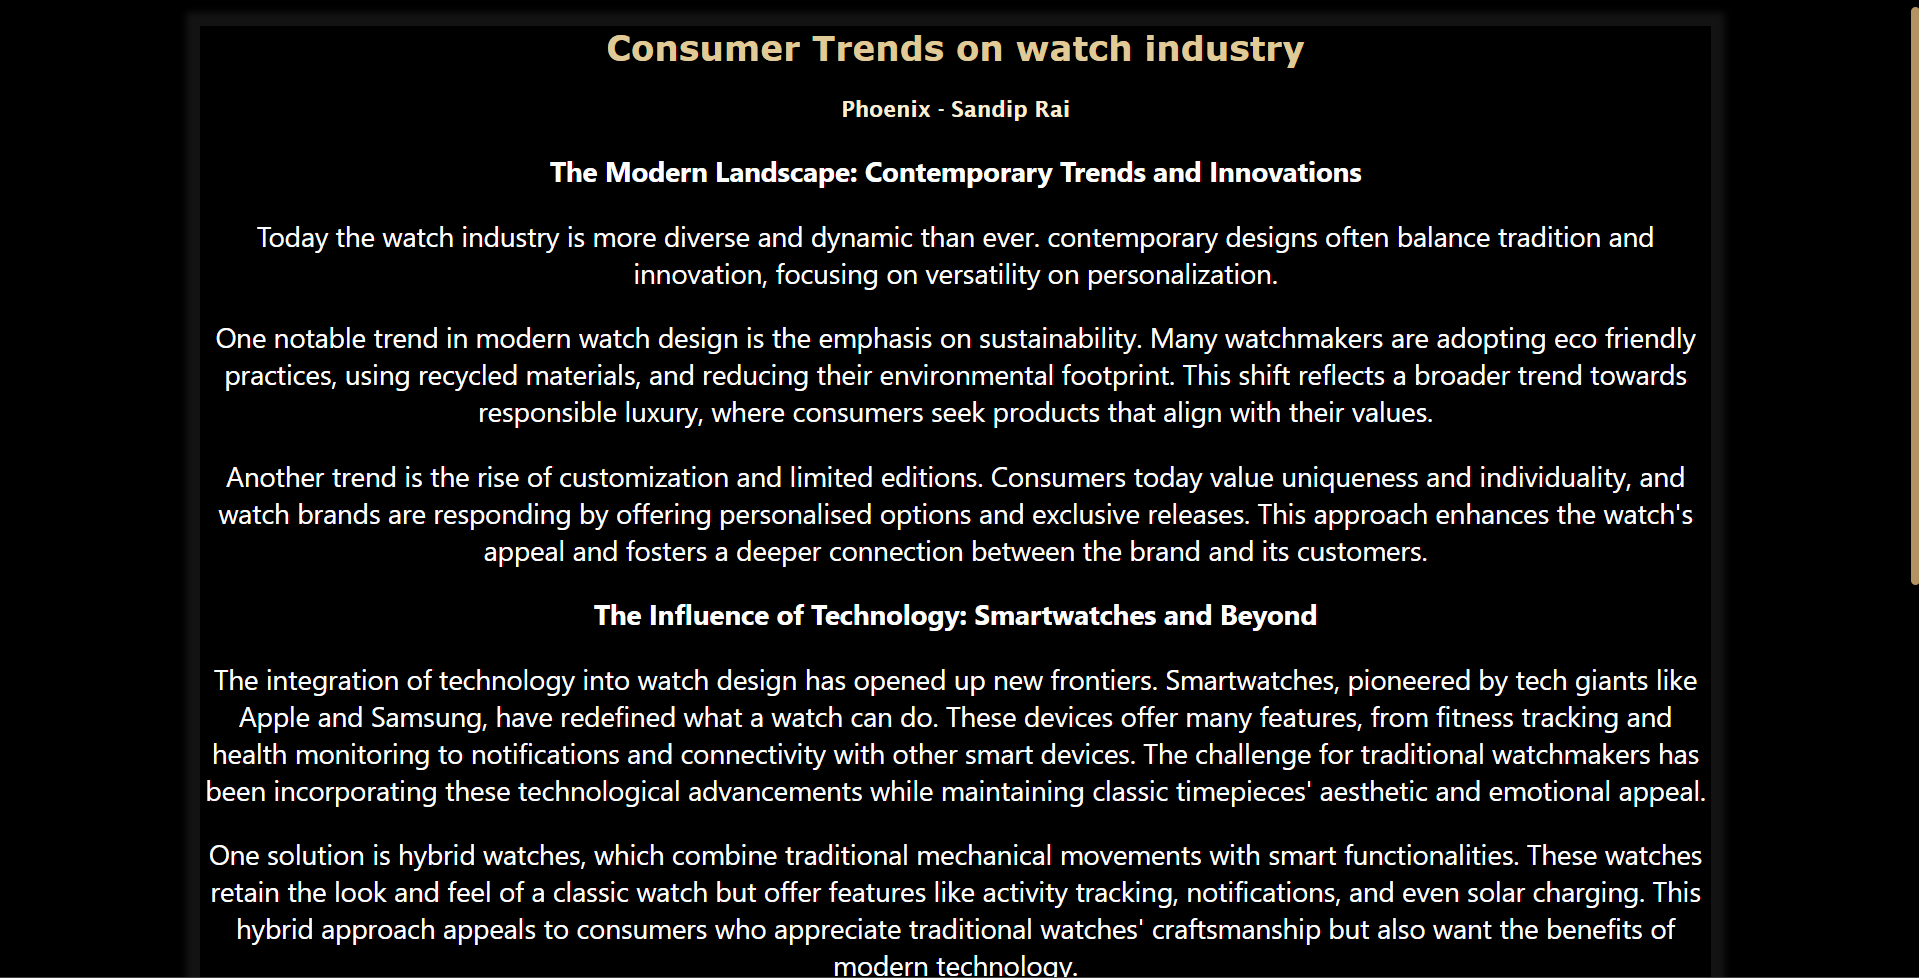 Consumer Trends on watch industry
Phoenix - Sandip Rai
The Modern Landscape: Contemporary Trends and Innovations
Today the watch industry is more diverse and dynamic than ever. contemporary designs often balance tradition and
innovation, focusing on versatility on personalization.
One notable trend in modern watch design is the emphasis on sustainability. Many watchmakers are adopting eco friendly
practices, using recycled materials, and reducing their environmental footprint. This shift reflects a broader trend towards
responsible luxury, where consumers seek products that align with their values.
Another trend is the rise of customization and limited editions. Consumers today value uniqueness and individuality, and
watch brands are responding by offering personalised options and exclusive releases. This approach enhances the watch's
appeal and fosters a deeper connection between the brand and its customers.
The Influence of Technology: Smartwatches and Beyond
The integration of technology into watch design has opened up new frontiers. Smartwatches, pioneered by tech giants like
Apple and Samsung, have redefined what a watch can do. These devices offer many features, from fitness tracking and
health monitoring to notifications and connectivity with other smart devices. The challenge for traditional watchmakers has
been incorporating these technological advancements while maintaining classic timepieces' aesthetic and emotional appeal.
One solution is hybrid watches, which combine traditional mechanical movements with smart functionalities. These watches
retain the look and feel of a classic watch but offer features like activity tracking, notifications, and even solar charging. This
hybrid approach appeals to consumers who appreciate traditional watches' craftsmanship but also want the benefits of
modern technology.